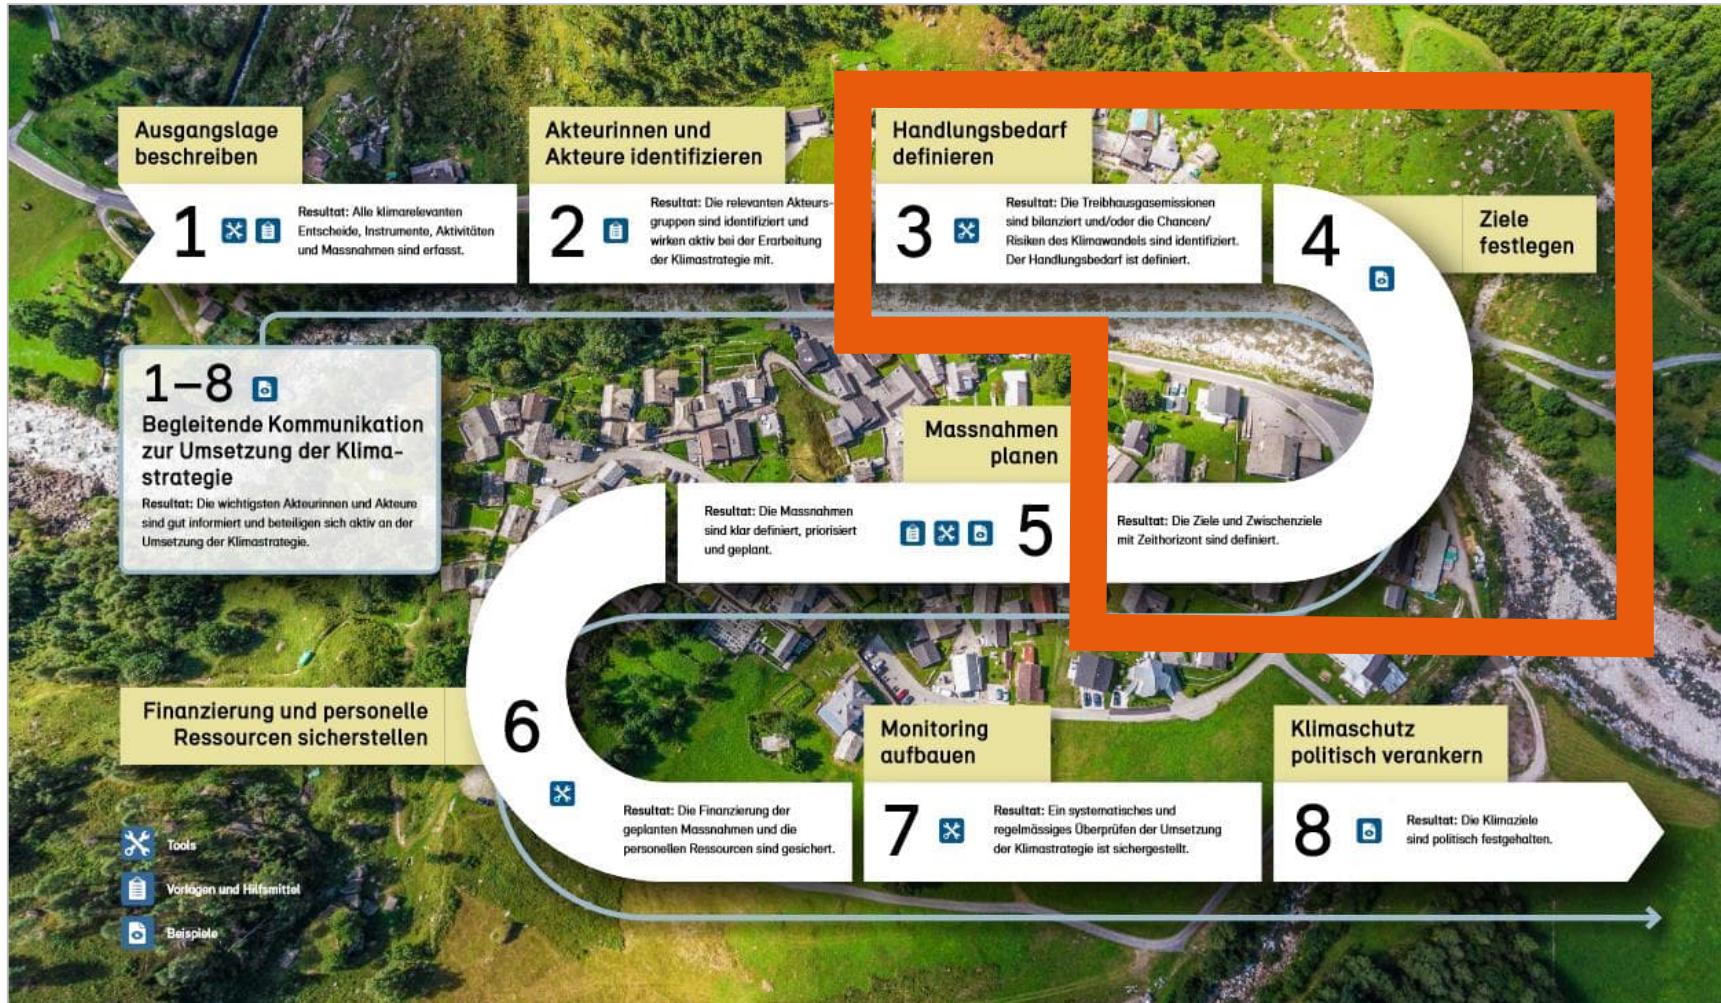 Ausgangslage
beschreiben
1
Resultat: Alle klimarelevanten
Entscheide, Instrumente, Aktivitäten
und Massnahmen sind erfasst.
Akteurinnen und
Akteure identifizieren
2
Resultat: Die relevanten Akteurs-
gruppen sind identifiziert und
wirken aktiv bei der Erarbeitung
der Klimastrategie mit.
Handlungsbedarf
definieren
3
Resultat: Die Treibhausgasemissionen
sind bilanziert und/oder die Chancen/
Risiken des Klimawandels sind identifiziert.
Der Handlungsbedarf ist definiert.
4
Ziele
festlegen
Resultat: Die Ziele und Zwischenziele
mit Zeithorizont sind definiert.
1–8
Begleitende Kommunikation
zur Umsetzung der Klima-
strategie
Resultat: Die wichtigsten Akteurinnen und Akteure
sind gut informiert und beteiligen sich aktiv an der
Umsetzung der Klimastrategie.
Massnahmen
planen
Resultat: Die Massnahmen
sind klar definiert, priorisiert
und geplant.
5
Finanzierung und personelle
Ressourcen sicherstellen
6
Resultat: Die Finanzierung der
geplanten Massnahmen und die
personellen Ressourcen sind gesichert.
Monitoring
aufbauen
7
Resultat: Ein systematisches und
regelmässiges Überprüfen der Umsetzung
der Klimastrategie ist sichergestellt.
Klimaschutz
politisch verankern
8
Resultat: Die Klimaziele
sind politisch festgehalten.
Tools
Vorlagen und Hilfsmittel
Beispiele